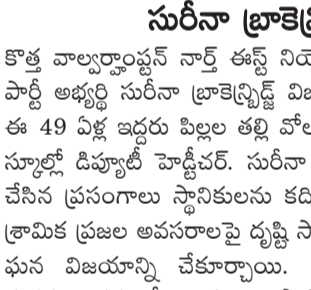 సురీనా బ్రాకెన్
కొత్త వాల్వర్హాంప్టన్ నార్త్ ఈస్ట్ నియో
పార్టీ అభ్యర్థి సురీనా బ్రాకెన్బ్రిడ్జ్ విజ
ఈ 49 ఏళ్ల ఇద్దరు పిల్లల తల్లి వోల
స్కూల్లో డిప్యూటీ హెడ్టీచర్. సురీనా
చేసిన ప్రసంగాలు స్థానికులను కది
శ్రామిక ప్రజల అవసరాలపై దృష్టి సా
ఘన విజయాన్ని చేకూర్చాయి.